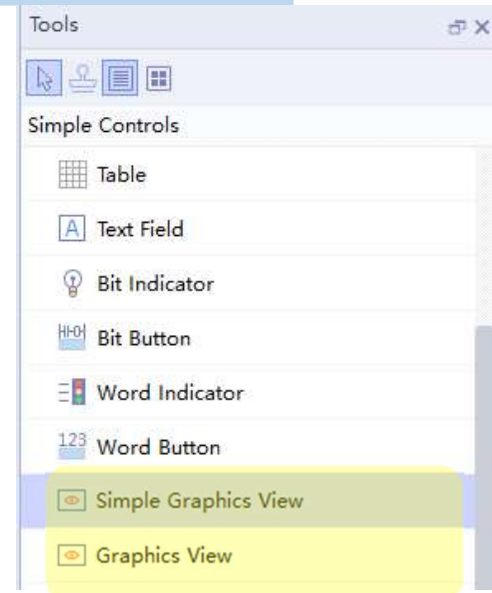 Tools
Simple Controls
Table
A Text Field
Bit Indicator
Bit Button
Word Indicator
123 Word Button
Simple Graphics View
Graphics View